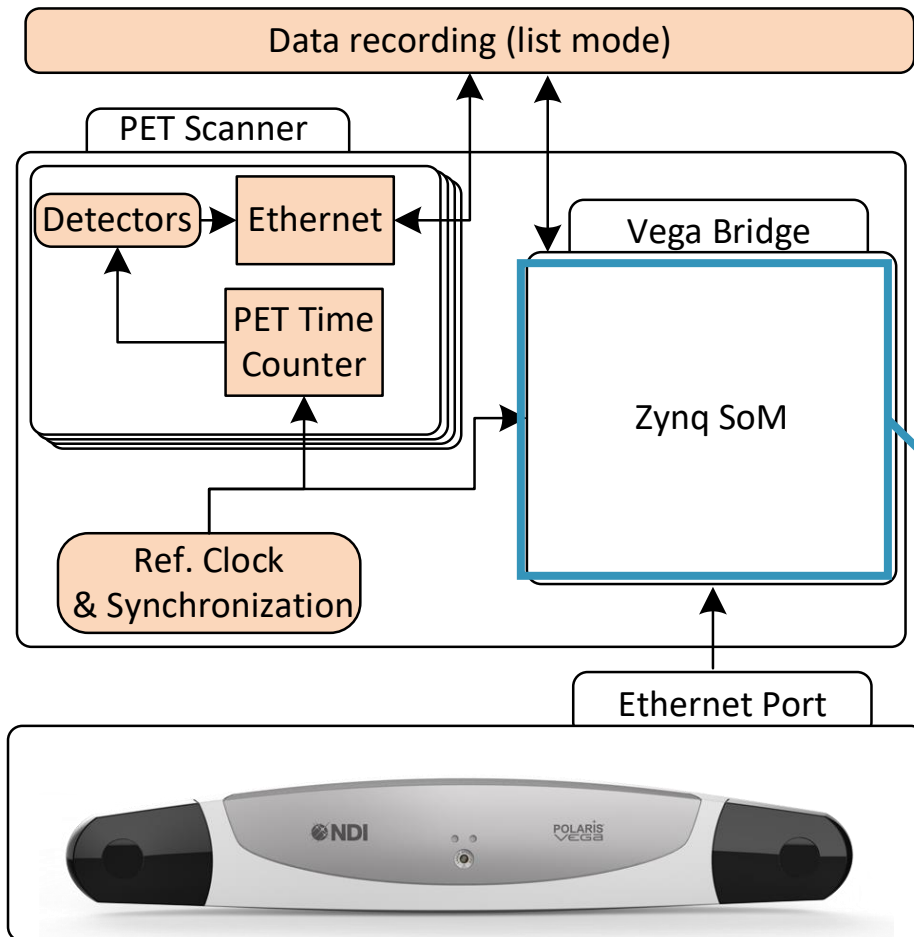 Data recording (list mode)
PET Scanner
Detectors
Ethernet
Vega Bridge
PET Time
Counter
Zynq SoM
Ref. Clock
& Synchronization
Ethernet Port
NDI
POLARIS
VEGA